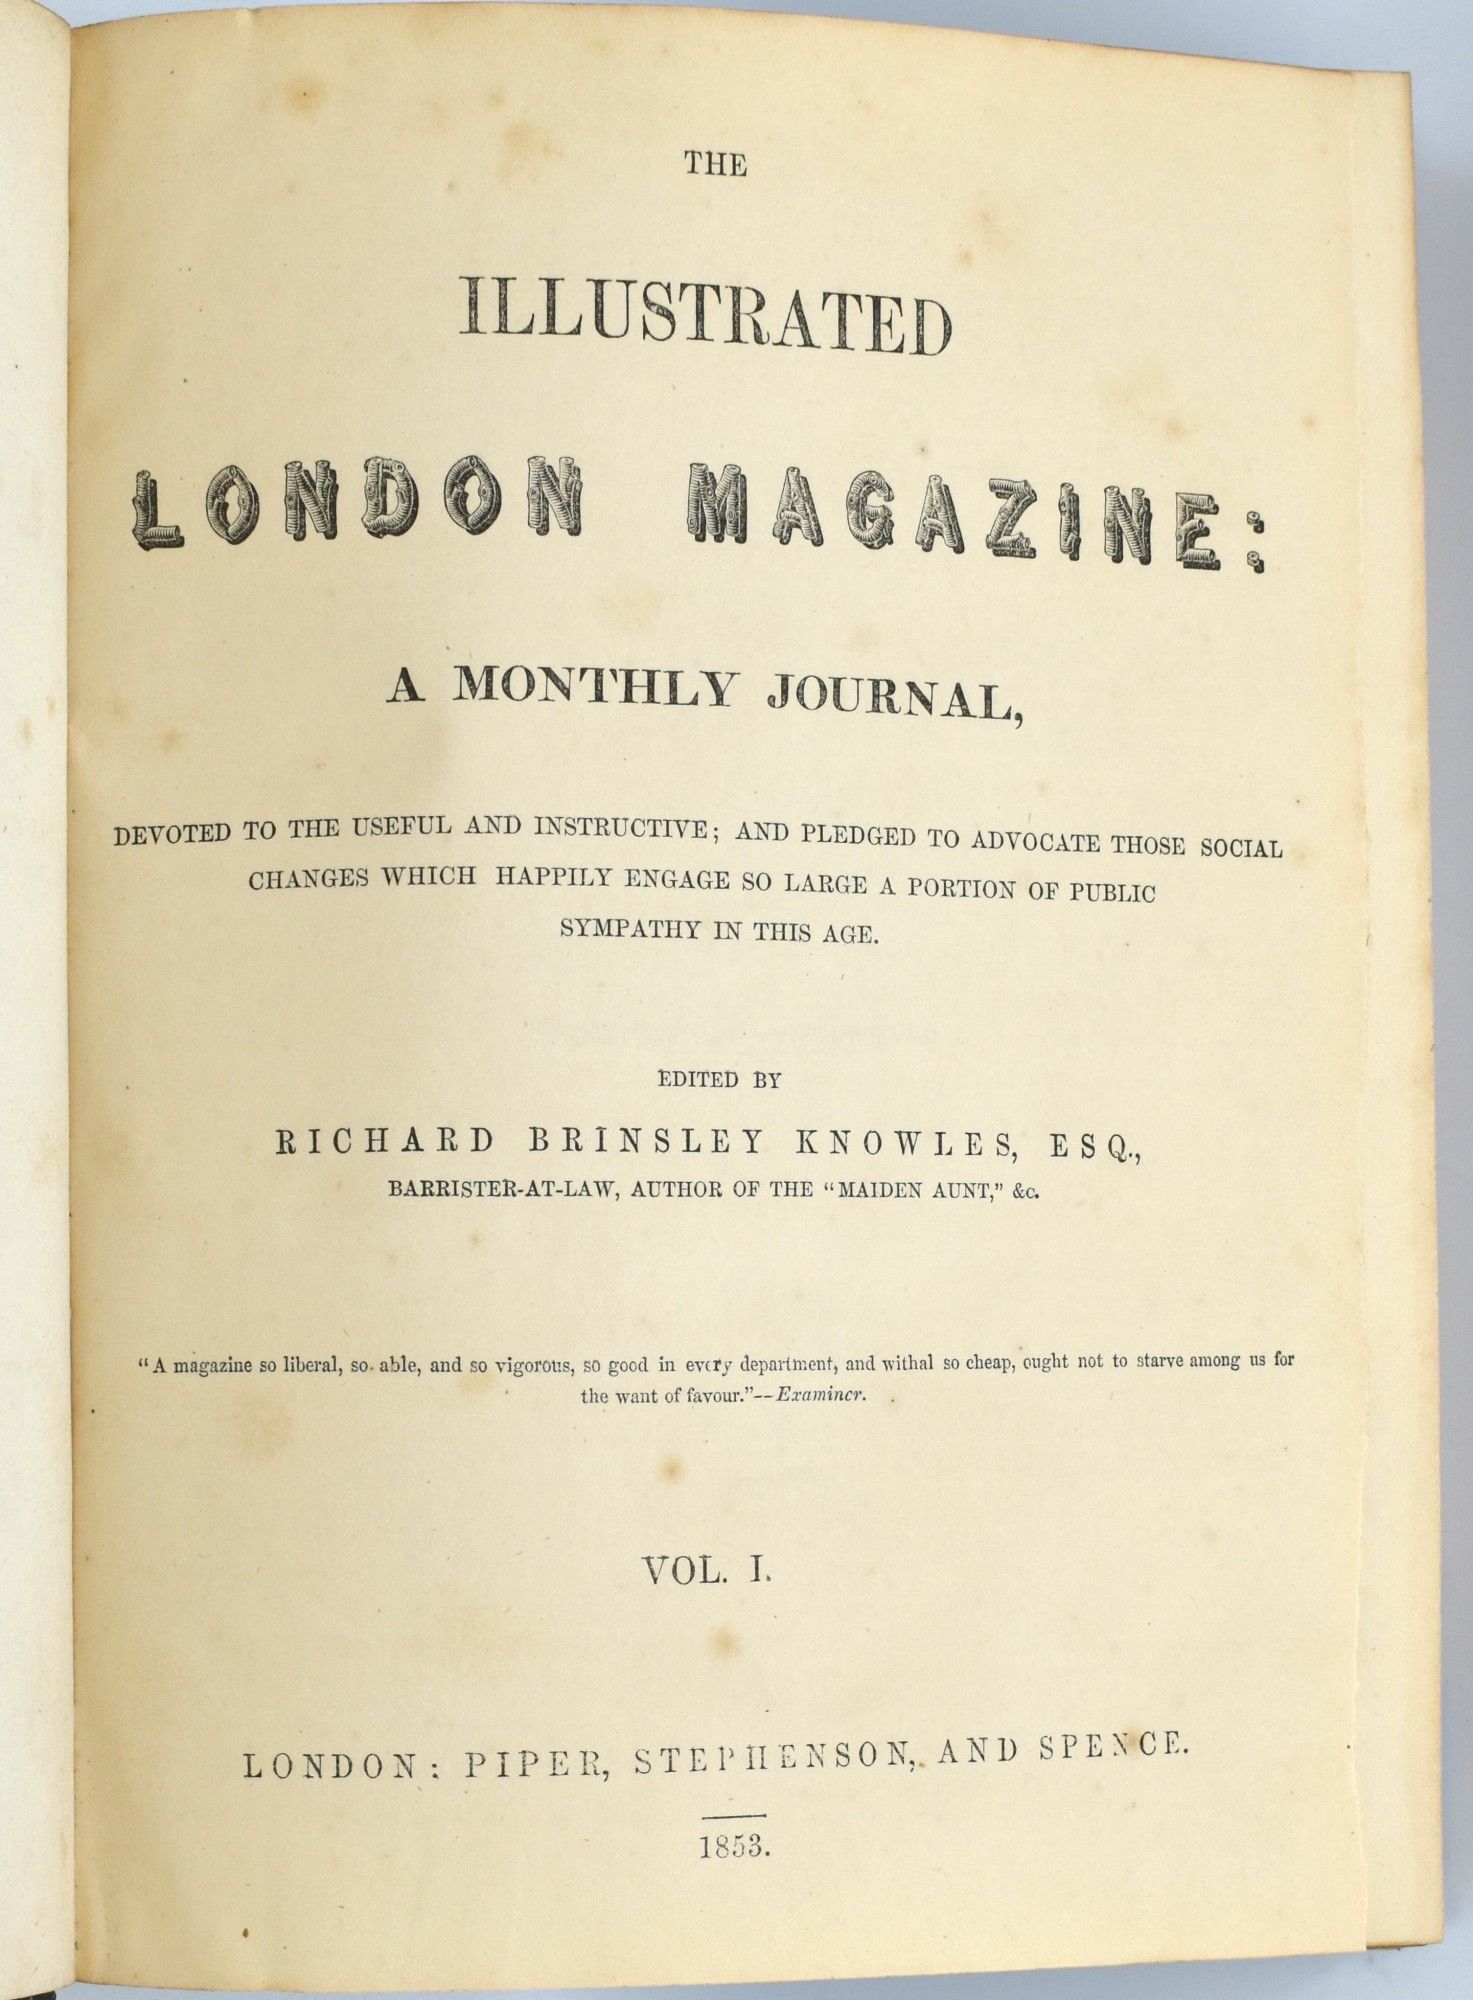 THE
ILLUSTRATED
LONDON MAGAZINE:
A MONTHLY JOURNAL,
DEVOTED TO THE USEFUL AND INSTRUCTIVE; AND PLEDGED TO ADVOCATE THOSE SOCIAL
CHANGES WHICH HAPPILY ENGAGE SO LARGE A PORTION OF PUBLIC
SYMPATHY IN THIS AGE.
EDITED BY
RICHARD BRINSLEY KNOWLES, ESQ.,
BARRISTER-AT-LAW, AUTHOR OF THE “MAIDEN AUNT,” &c.
“A magazine so liberal, so able, and so vigorous, so good in every department, and withal so cheap, ought not to starve among us for
the want of favour.”—Examiner.
VOL. I.
LONDON: PIPER, STEPHENSON, AND SPENCE.
1853.